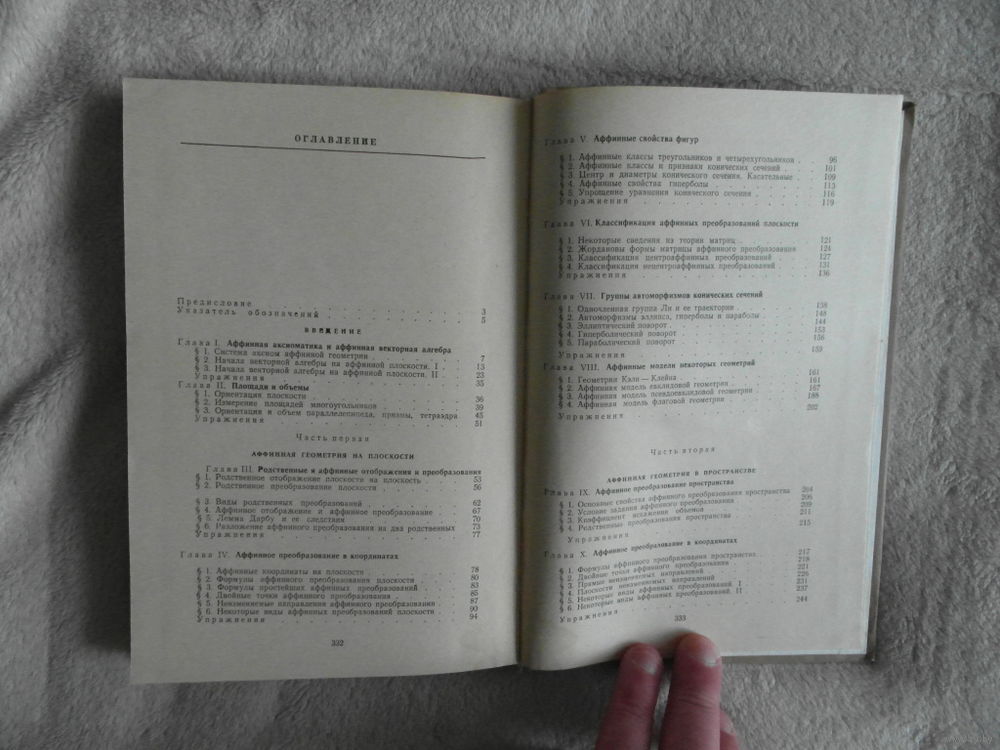 ОГЛАВЛЕНИЕ
Предисловие 3
Указатель обозначений 5
ВВЕДЕНИЕ
Глава I. Аффинная аксиоматика и аффинная векторная алгебра
§ 1. Система аксиом аффинной геометрии 7
§ 2. Начала векторной алгебры на аффинной плоскости. I 13
§ 3. Начала векторной алгебры на аффинной плоскости. II 23
Упражнения 35
Глава II. Площади и объемы
§ 1. Ориентация плоскости 36
§ 2. Измерение площадей многоугольников 39
§ 3. Ориентация и объем параллелепипеда, призмы, тетраэдра 45
Упражнения 51
Часть первая
АФФИННАЯ ГЕОМЕТРИЯ НА ПЛОСКОСТИ
Глава III. Родственные и аффинные отображения и преобразования
§ 1. Родственное отображение плоскости на плоскость 53
§ 2. Родственное преобразование плоскости 56
§ 3. Виды родственных преобразований 62
§ 4. Аффинное отображение и аффинное преобразование 67
§ 5. Лемма Дарбу и ее следствия 70
§ 6. Разложение аффинного преобразования на два родственных 73
Упражнения 77
Глава IV. Аффинное преобразование в координатах
§ 1. Аффинные координаты на плоскости 78
§ 2. Формулы аффинного преобразования плоскости 80
§ 3. Формулы простейших аффинных преобразований 83
§ 4. Двойные точки аффинного преобразования 85
§ 5. Неизменяемые направления аффинного преобразования 87
§ 6. Некоторые виды аффинных преобразований плоскости 90
Упражнения 94
332
Глава V. Аффинные свойства фигур
§ 1. Аффинные классы треугольников и четырехугольников 96
§ 2. Аффинные классы и признаки конических сечений 101
§ 3. Центр и диаметры конического сечения. Касательные 109
§ 4. Аффинные свойства гиперболы 113
§ 5. Упрощение уравнения конического сечения 116
Упражнения 119
Глава VI. Классификация аффинных преобразований плоскости
§ 1. Некоторые сведения из теории матриц 121
§ 2. Жордановы формы матрицы аффинного преобразования 124
§ 3. Классификация центроаффинных преобразований 127
§ 4. Классификация нецентроаффинных преобразований 131
Упражнения 136
Глава VII. Группы автоморфизмов конических сечений
§ 1. Одночленная группа Ли и ее траектории 138
§ 2. Автоморфизмы эллипса, гиперболы и параболы 148
§ 3. Эллиптический поворот 144
§ 4. Гиперболический поворот 153
§ 5. Параболический поворот 156
Упражнения 159
Глава VIII. Аффинные модели некоторых геометрий
§ 1. Геометрии Кэли — Клейна 161
§ 2. Аффинная модель евклидовой геометрии 161
§ 3. Аффинная модель псевдоевклидовой геометрии 167
§ 4. Аффинная модель флаговой геометрии 188
Упражнения 202
Часть вторая
АФФИННАЯ ГЕОМЕТРИЯ В ПРОСТРАНСТВЕ
Глава IX. Аффинное преобразование пространства
§ 1. Основные свойства аффинного преобразования пространства 204
§ 2. Условие задания аффинного преобразования 206
§ 3. Коэффициент искажения объемов 209
§ 4. Родственные преобразования пространства 211
Упражнения 215
Глава X. Аффинное преобразование в координатах
§ 1. Формулы аффинного преобразования пространства 217
§ 2. Двойные точки аффинного преобразования 218
§ 3. Прямые неизменяемых направлений 221
§ 4. Плоскости неизменяемых направлений 226
§ 5. Некоторые виды аффинных преобразований. I 231
§ 6. Некоторые виды аффинных преобразований. II 237
Упражнения 244
333